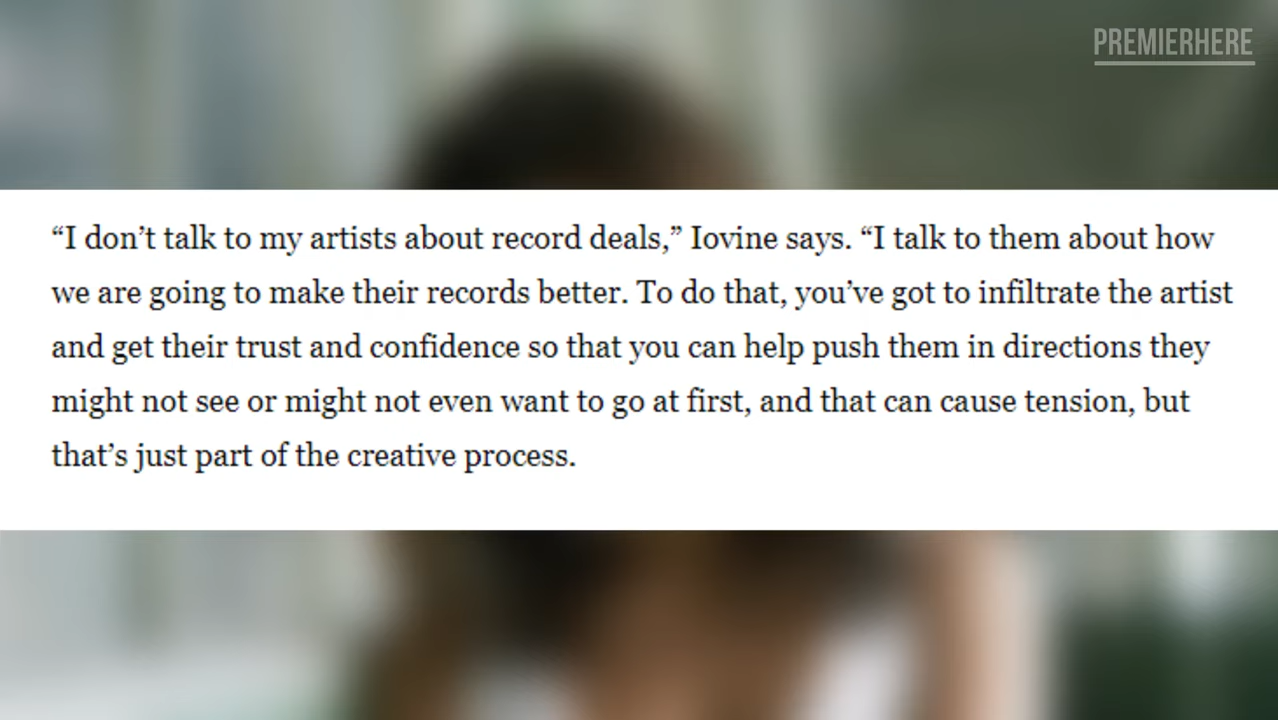 PREMIERHERE
“I don’t talk to my artists about record deals,” Iovine says. “I talk to them about how
we are going to make their records better. To do that, you’ve got to infiltrate the artist
and get their trust and confidence so that you can help push them in directions they
might not see or might not even want to go at first, and that can cause tension, but
that’s just part of the creative process.